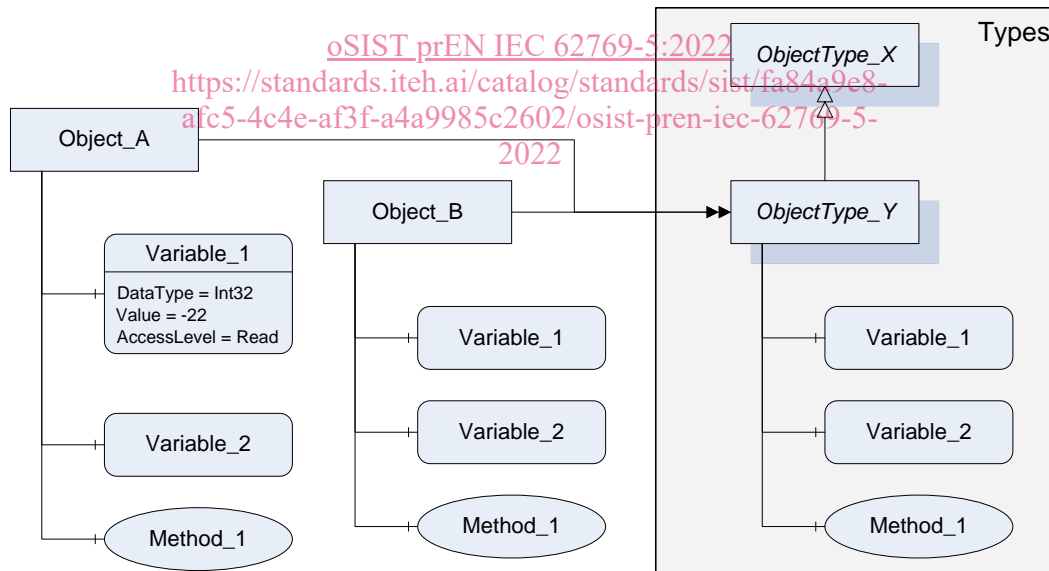 Types
oSIST prEN IEC 62769-5:2022
https://standards.iteh.ai/catalog/standards/sist/fa84a9e8-
afc5-4c4e-af3f-a4a9985c2602/osist-pren-iec-62769-5-
2022
ObjectType_X
Object_A
Object_B
ObjectType_Y
Variable_1
DataType = Int32
Value = -22
AccessLevel = Read
Variable_2
Method_1
Variable_1
Variable_2
Method_1
Variable_1
Variable_2
Method_1